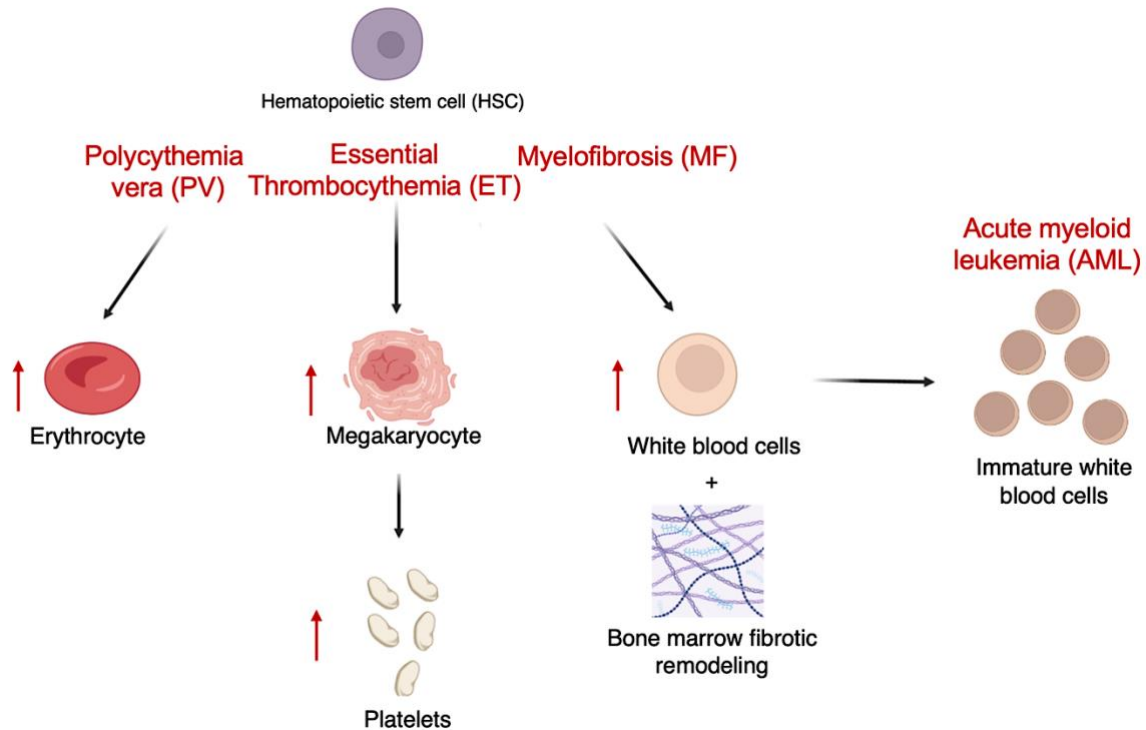 Hematopoietic stem cell (HSC)
Polycythemia
vera (PV)
Essential
Thrombocythemia (ET)
Myelofibrosis (MF)
Acute myeloid
leukemia (AML)
Erythrocyte
Megakaryocyte
White blood cells
+
Immature white
blood cells
Bone marrow fibrotic
remodeling
Platelets